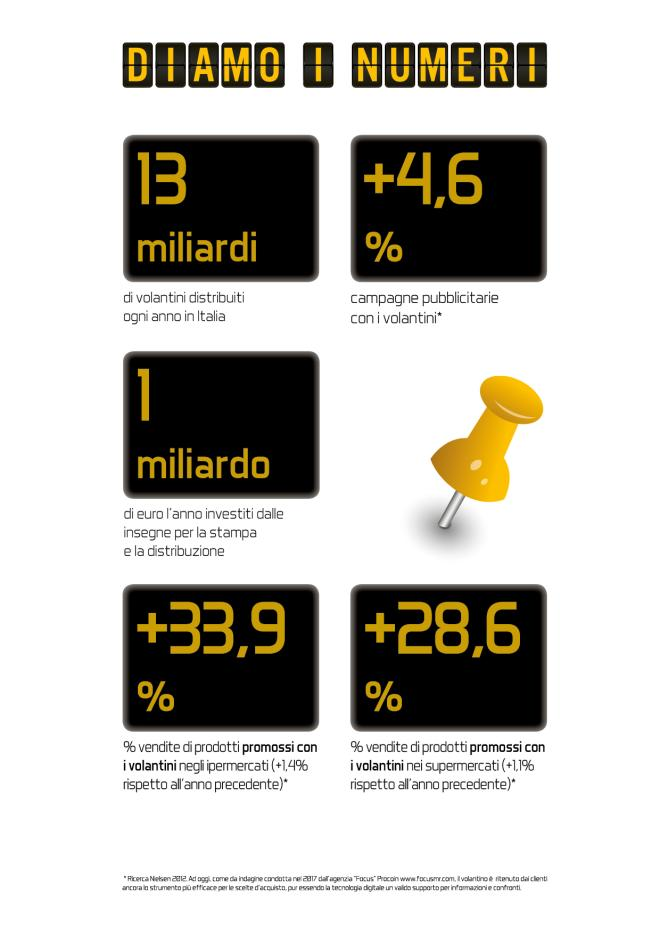 DIAMO I NUMERI
13
miliardi
di volantini distribuiti
ogni anno in Italia
+4,6
%
campagne pubblicitarie
con i volantini*
1
miliardo
di euro l'anno investiti dalle
insegne per la stampa
e la distribuzione
+33,9
%
% vendite di prodotti promossi con
i volantini negli ipermercati (+1,4%
rispetto all'anno precedente)*
+28,6
%
% vendite di prodotti promossi con
i volantini nei supermercati (+1,1%
rispetto all'anno precedente)*
* Ricerca Nielsen 2012. Ad oggi, come da indagine condotta nel 2017 dall'agenzia "Focus" Procoin www.focusmr.com, il volantino è ritenuto dai clienti
ancora lo strumento più efficace per le scelte d'acquisto, pur essendo la tecnologia digitale un valido supporto per informazioni e confronti.